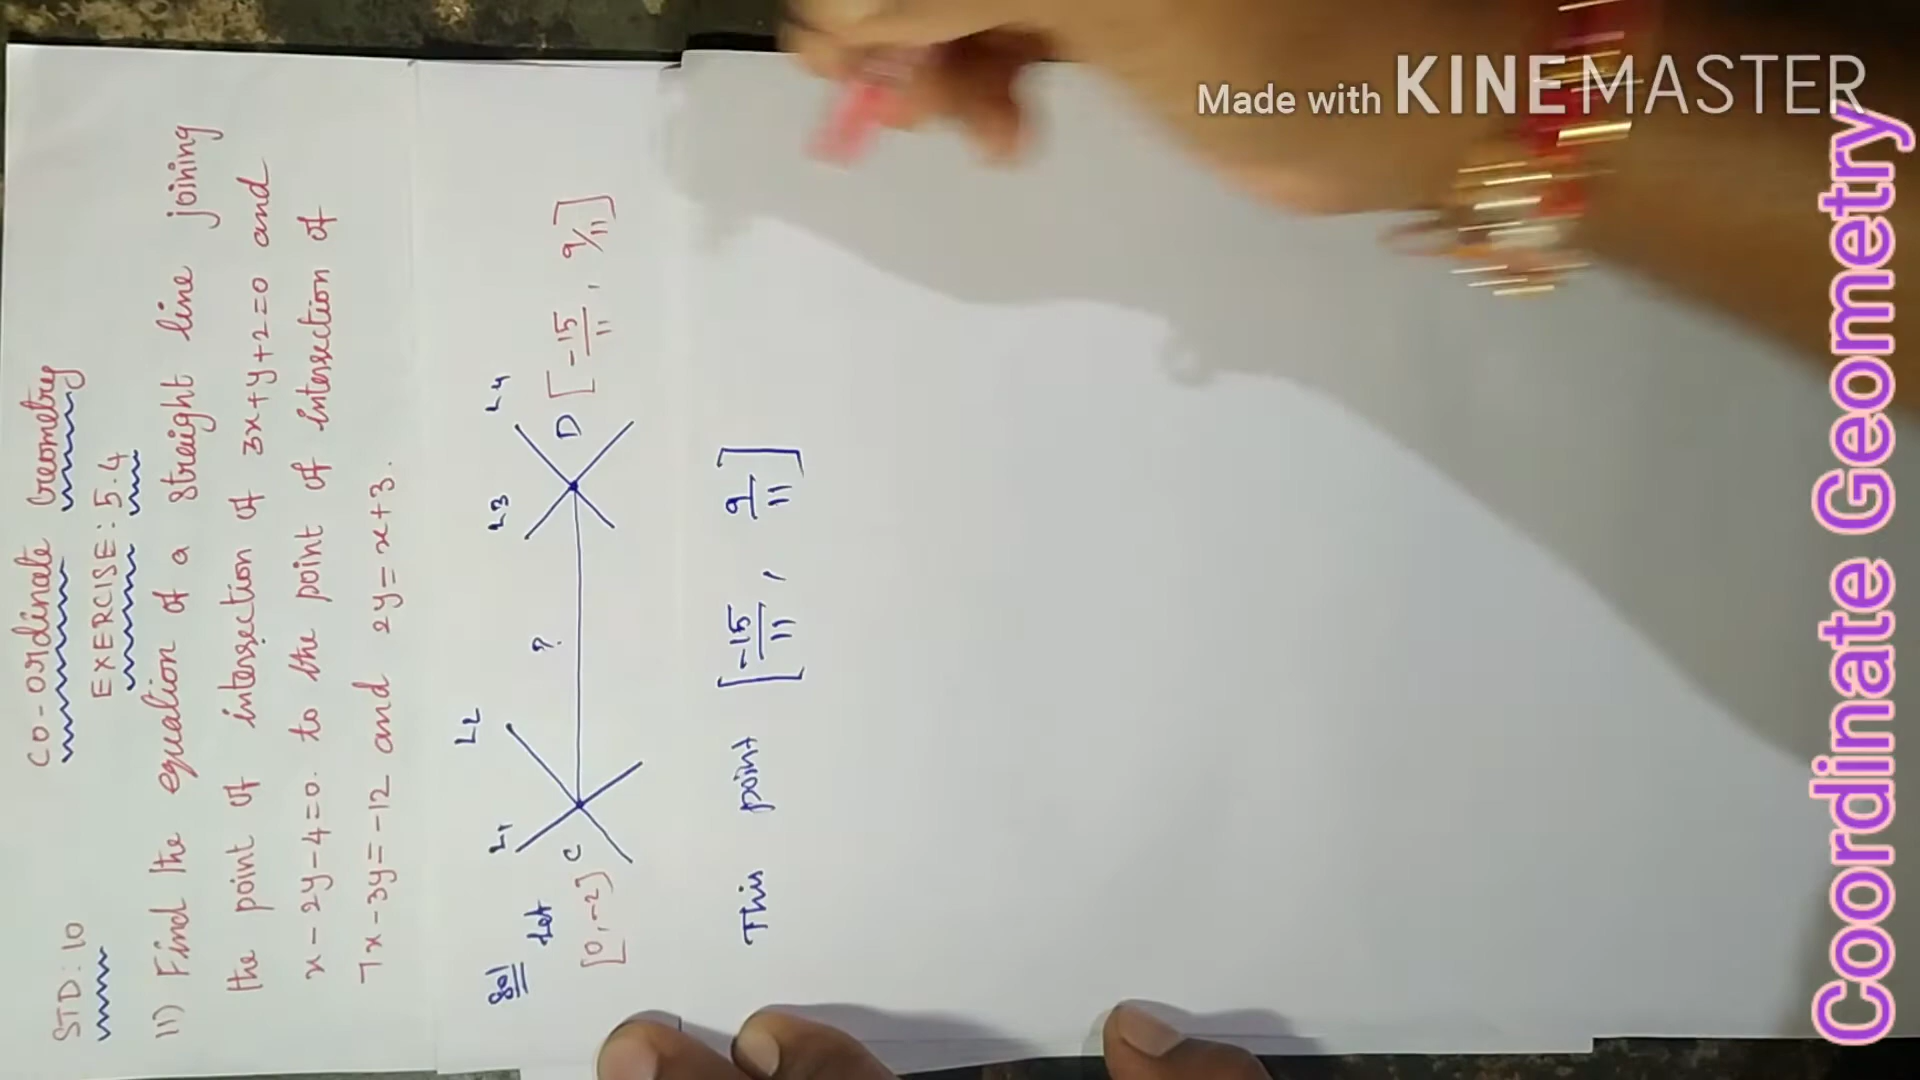 Made with KINEMASTER
Coordinate Geometry
CO-ordinate Geometry
STD: 10
EXERCISE: 5.4
11) Find the equation of a straight line joining
the point of intersection of 3x+y+2=0 and
x-2y-4=0. to the point of intersection of
7x-3y=-12 and 2y=x+3.
Sol
Let
L1 L2 L3 L4
?
[0,-2] C D [-15/11, 9/11]
This point [-15/11, 9/11]